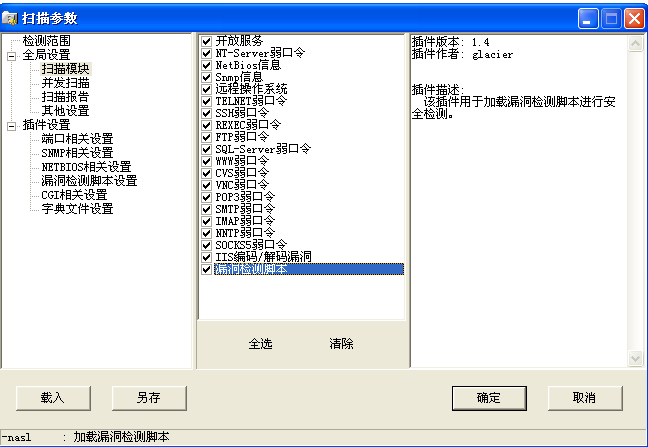 扫描参数
检测范围
全局设置
扫描模块
并发扫描
扫描报告
其他设置
插件设置
端口相关设置
SNMP相关设置
NETBIOS相关设置
漏洞检测脚本设置
CGI相关设置
字典文件设置
开放服务
NT-Server弱口令
NetBios信息
Snmp信息
远程操作系统
TELNET弱口令
SSH弱口令
REXEC弱口令
FTP弱口令
SQL-Server弱口令
WWW弱口令
CVS弱口令
VNC弱口令
POP3弱口令
SMTP弱口令
IMAP弱口令
NNTP弱口令
SOCKS5弱口令
IIS编码/解码漏洞
漏洞检测脚本
全选 清除
插件版本: 1.4
插件作者: glacier
插件描述:
该插件用于加载漏洞检测脚本进行安
全检测。
载入 另存 确定 取消
-nasl : 加载漏洞检测脚本